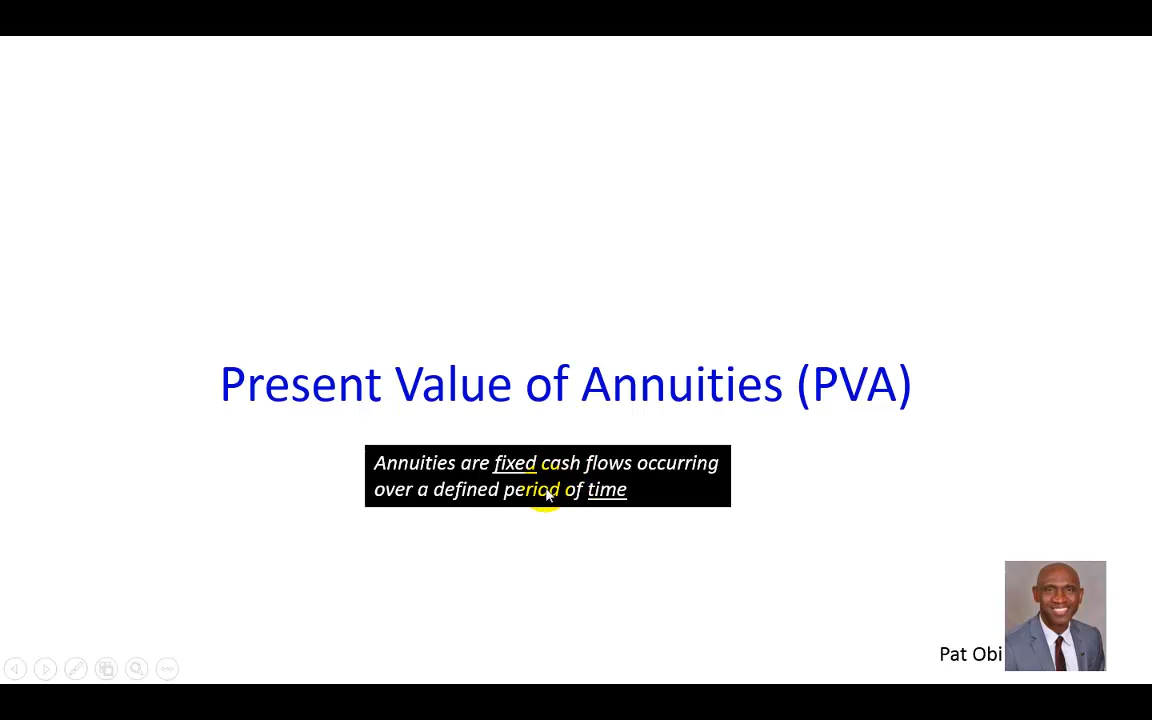 Present Value of Annuities (PVA)
Annuities are fixed cash flows occurring
over a defined period of time
Pat Obi